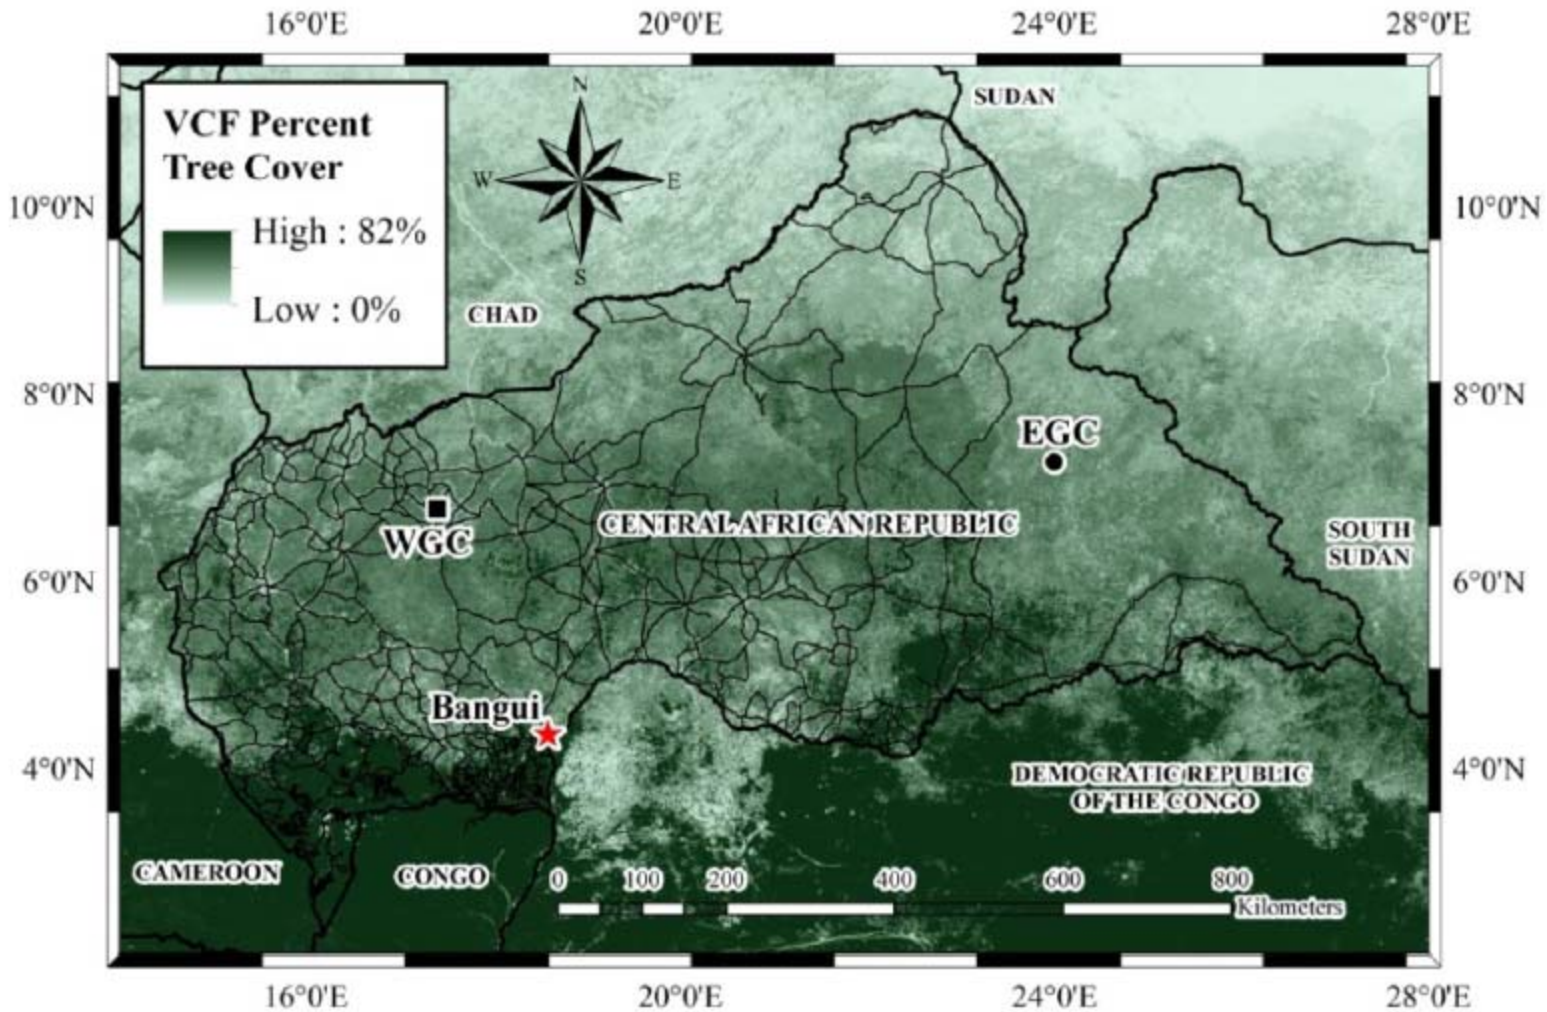 16°0'E 20°0'E 24°0'E 28°0'E
SUDAN
VCF Percent
Tree Cover
High : 82%
Low : 0%
N
W E
S
10°0'N 10°0'N
CHAD
8°0'N 8°0'N
EGC
WGC
CENTRAL AFRICAN REPUBLIC
SOUTH
SUDAN
6°0'N 6°0'N
Bangui
4°0'N 4°0'N
DEMOCRATIC REPUBLIC
OF THE CONGO
CAMEROON
CONGO
0 100 200 400 600 800
Kilometers
16°0'E 20°0'E 24°0'E 28°0'E